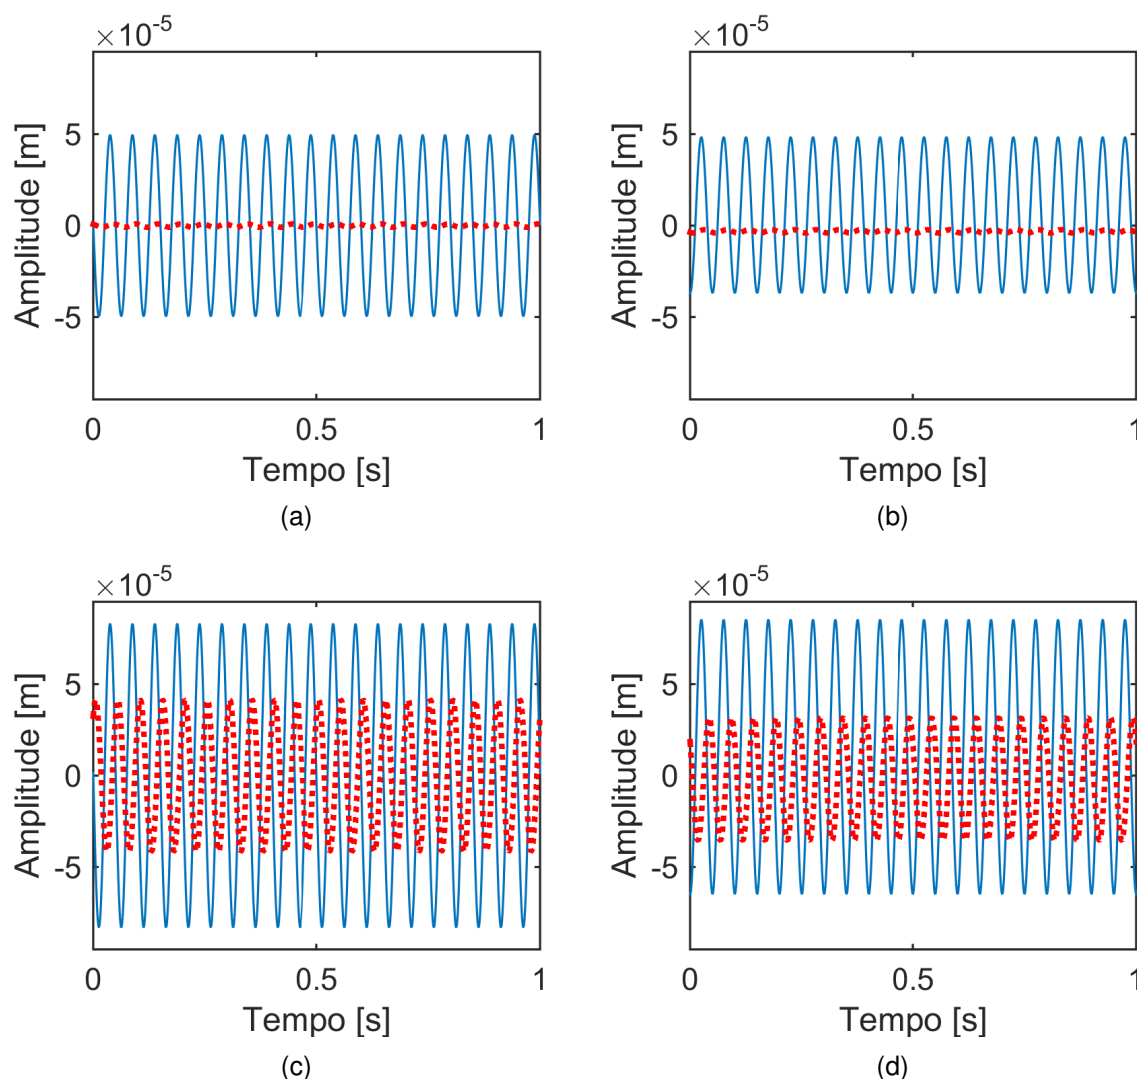 ×10⁻⁵
×10⁻⁵
Amplitude [m]
5
0
-5
0
0.5
1
Tempo [s]
(a)
Amplitude [m]
5
0
-5
0
0.5
1
Tempo [s]
(b)
×10⁻⁵
×10⁻⁵
Amplitude [m]
5
0
-5
0
0.5
1
Tempo [s]
(c)
Amplitude [m]
5
0
-5
0
0.5
1
Tempo [s]
(d)